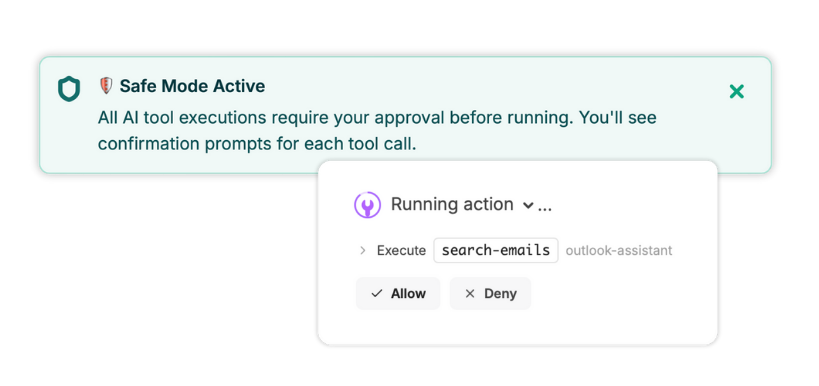 🛡️ Safe Mode Active
All AI tool executions require your approval before running. You'll see
confirmation prompts for each tool call.
Running action ...
Execute search-emails outlook-assistant
Allow Deny